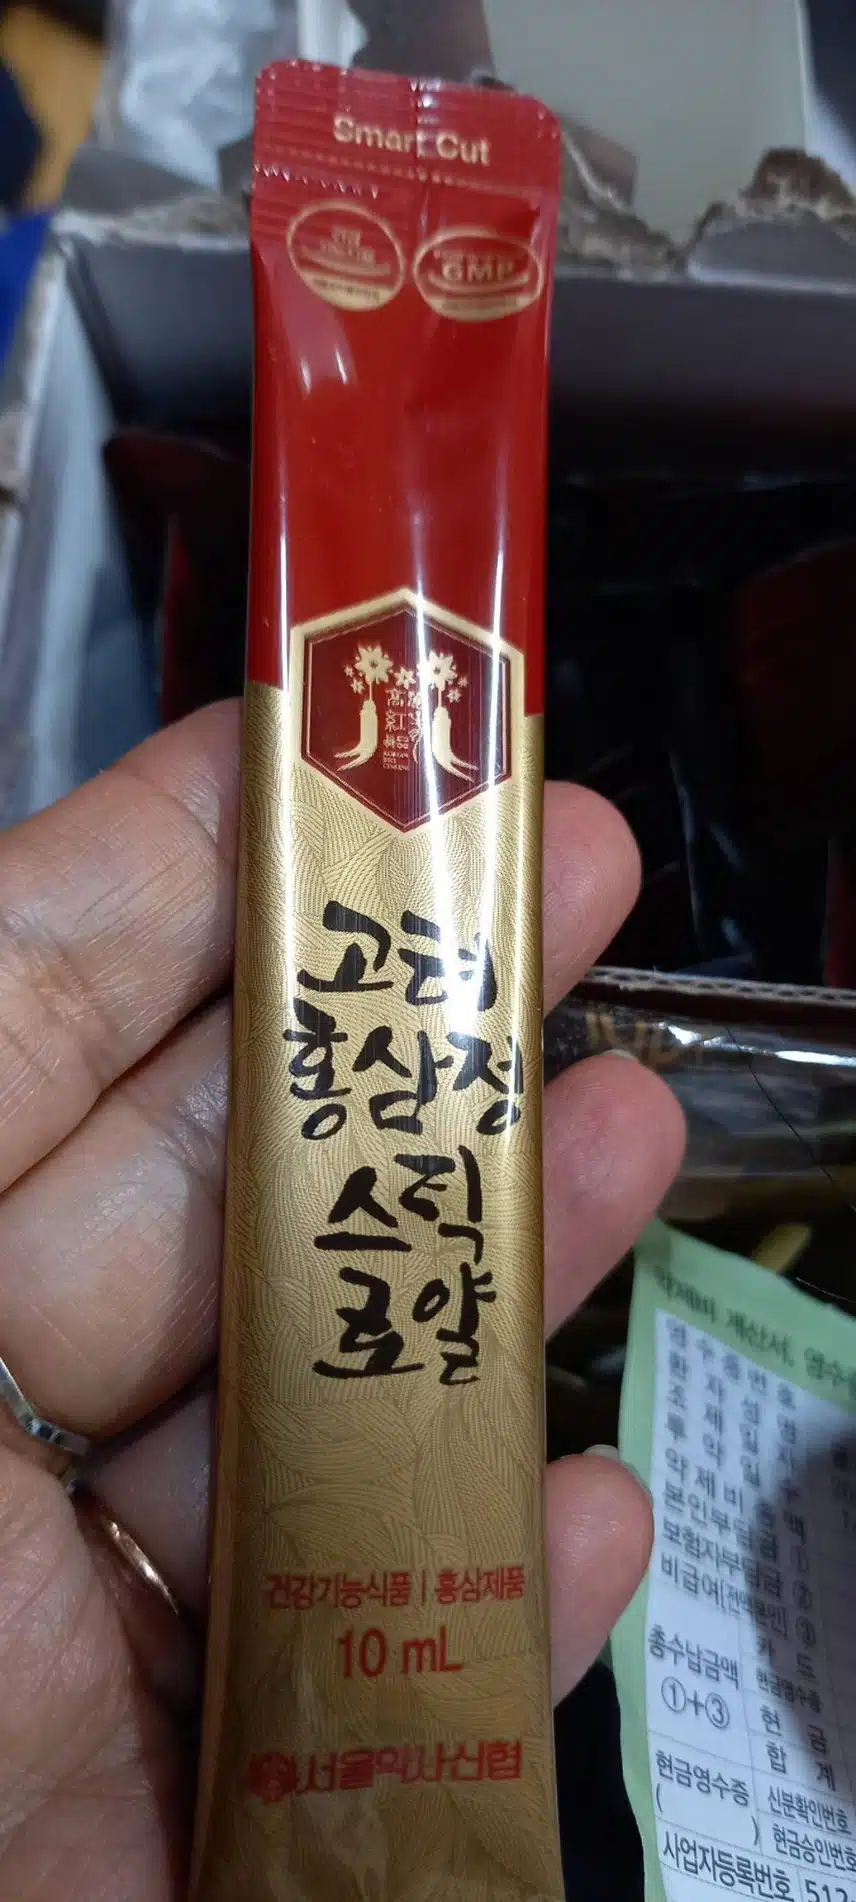 Smart Cut
GMP
고려
홍삼정
스틱
로얄
건강기능식품 | 홍삼제품
10 mL
서울약사신협
약제비 계산서, 영수증
영수증번호
환자성명
조제일자
투약일수
약제비총액
본인부담금 ①
보험자부담금 ②
비급여[전액본인] ③
총수납금액
①+③
카드
현금영수증
현금
합계
현금영수증
(
)
신분확인번호
현금승인번호
사업자등록번호 513